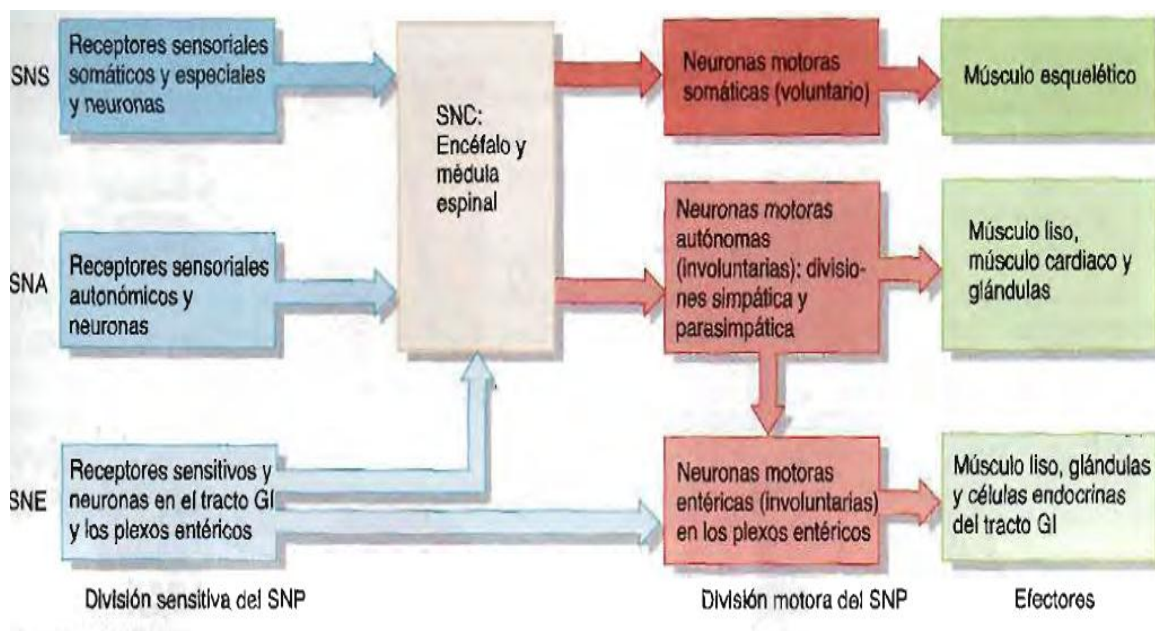 SNS
Receptores sensoriales
somáticos y especiales
y neuronas
SNC:
Encéfalo y
médula
espinal
Neuronas motoras
somáticas (voluntario)
Músculo esquelético
SNA
Receptores sensoriales
autonómicos y
neuronas
Neuronas motoras
autónomas
(involuntarias): divisio-
nes simpática y
parasimpática
Músculo liso,
músculo cardiaco y
glándulas
SNE
Receptores sensitivos y
neuronas en el tracto GI
y los plexos entéricos
Neuronas motoras
entéricas (involuntarias)
en los plexos entéricos
Músculo liso, glándulas
y células endocrinas
del tracto GI
División sensitiva del SNP
División motora del SNP
Efectores